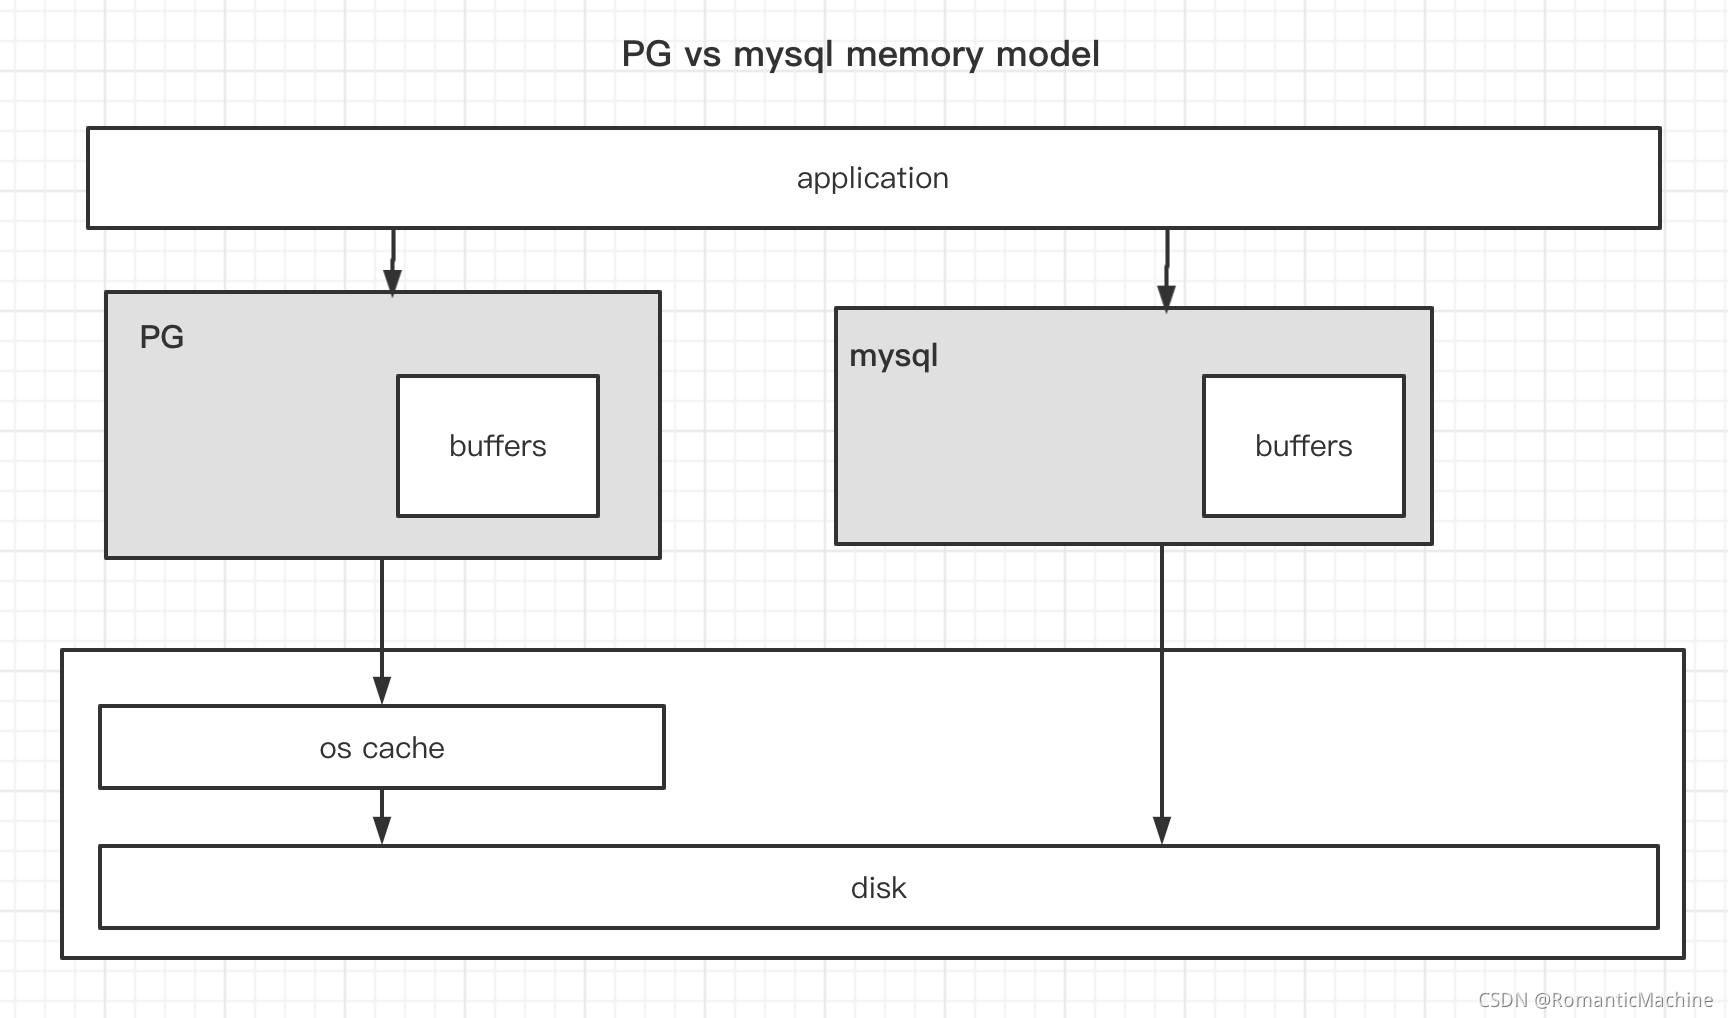 PG vs mysql memory model
application
PG
mysql
buffers
buffers
os cache
disk
CSDN @RomanticMachine